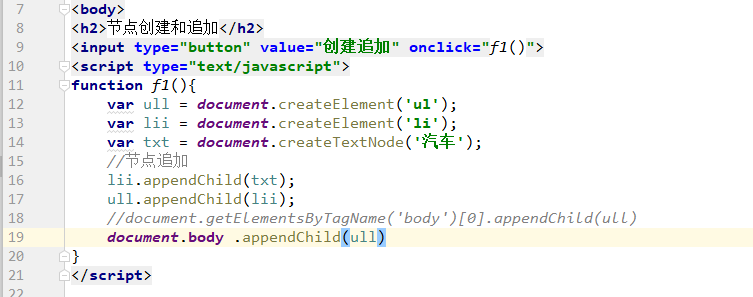 7 <body>
8 <h2>节点创建和追加</h2>
9 <input type="button" value="创建追加" onclick="f1()">
10 <script type="text/javascript">
11 function f1(){
12 var ull = document.createElement('ul');
13 var lii = document.createElement('li');
14 var txt = document.createTextNode('汽车');
15 //节点追加
16 lii.appendChild(txt);
17 ull.appendChild(lii);
18 //document.getElementsByTagName('body')[0].appendChild(ull)
19 document.body .appendChild(ull)
20 }
21 </script>
22